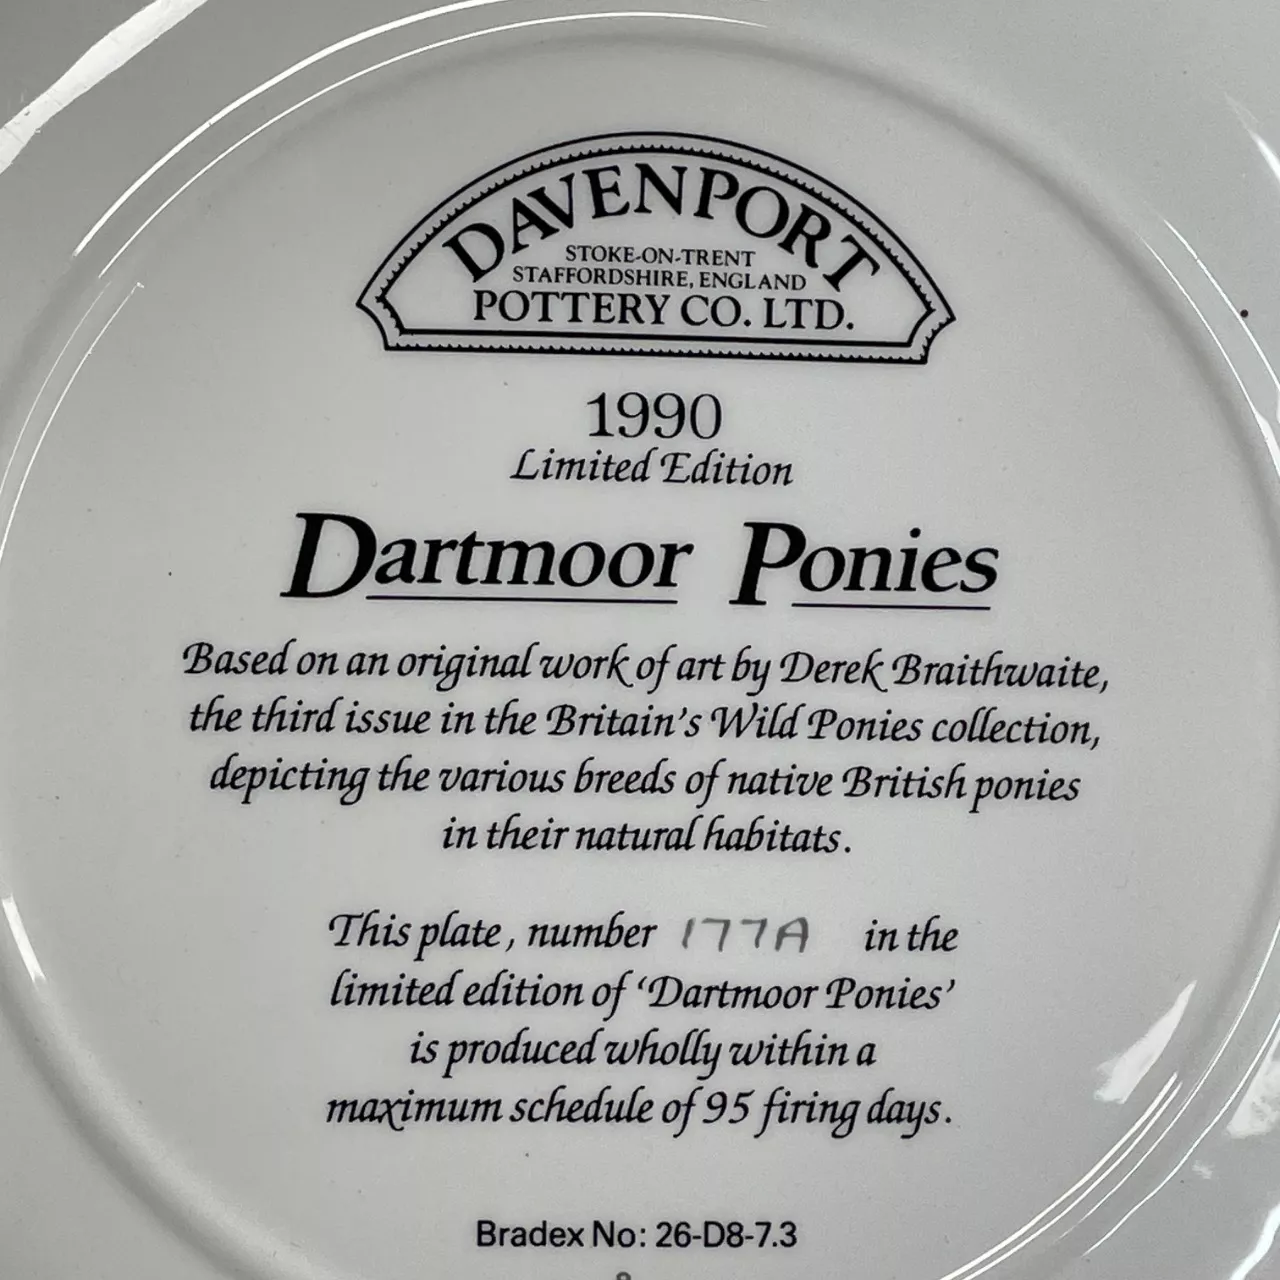 DAVENPORT
STOKE-ON-TRENT
STAFFORDSHIRE, ENGLAND
POTTERY CO. LTD.
1990
Limited Edition
Dartmoor Ponies
Based on an original work of art by Derek Braithwaite,
the third issue in the Britain's Wild Ponies collection,
depicting the various breeds of native British ponies
in their natural habitats.
This plate, number 177A in the
limited edition of 'Dartmoor Ponies'
is produced wholly within a
maximum schedule of 95 firing days.
Bradex No: 26-D8-7.3